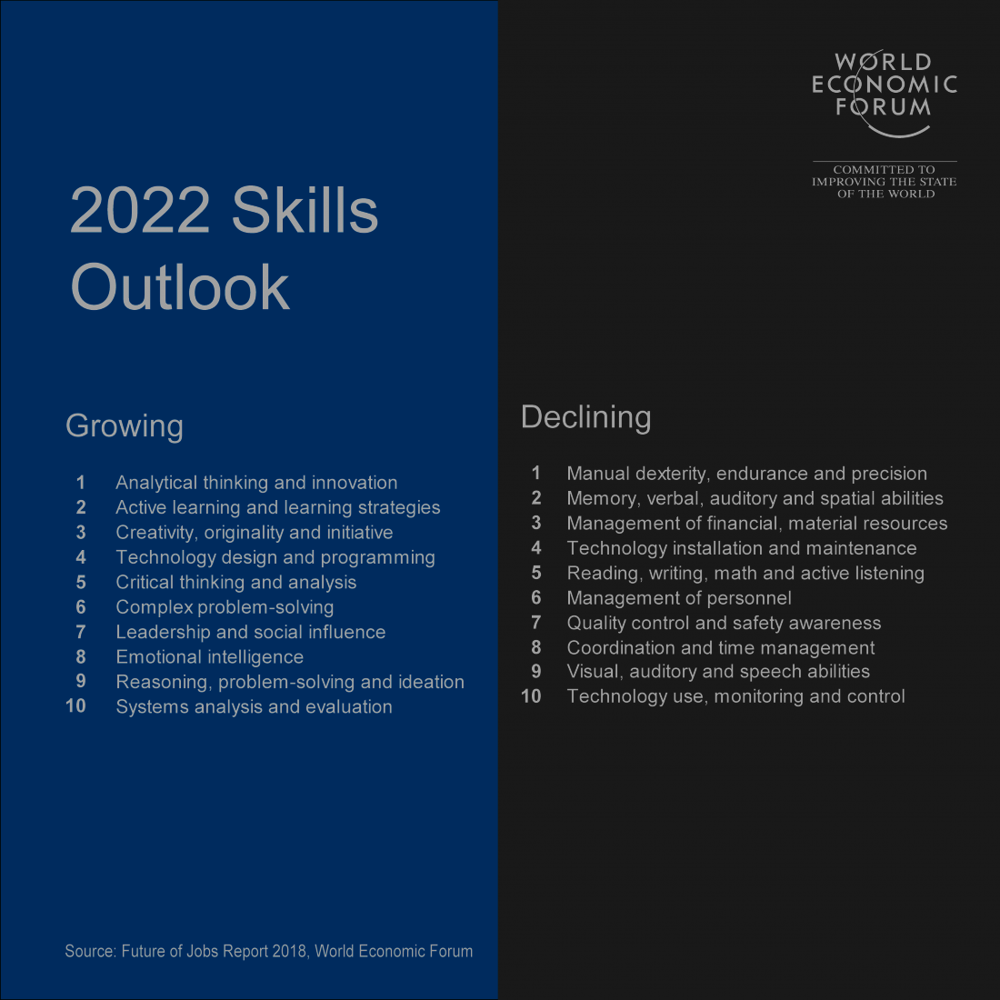 WORLD
ECONOMIC
FORUM
COMMITTED TO
IMPROVING THE STATE
OF THE WORLD
2022 Skills
Outlook
Growing
1 Analytical thinking and innovation
2 Active learning and learning strategies
3 Creativity, originality and initiative
4 Technology design and programming
5 Critical thinking and analysis
6 Complex problem-solving
7 Leadership and social influence
8 Emotional intelligence
9 Reasoning, problem-solving and ideation
10 Systems analysis and evaluation
Declining
1 Manual dexterity, endurance and precision
2 Memory, verbal, auditory and spatial abilities
3 Management of financial, material resources
4 Technology installation and maintenance
5 Reading, writing, math and active listening
6 Management of personnel
7 Quality control and safety awareness
8 Coordination and time management
9 Visual, auditory and speech abilities
10 Technology use, monitoring and control
Source: Future of Jobs Report 2018, World Economic Forum